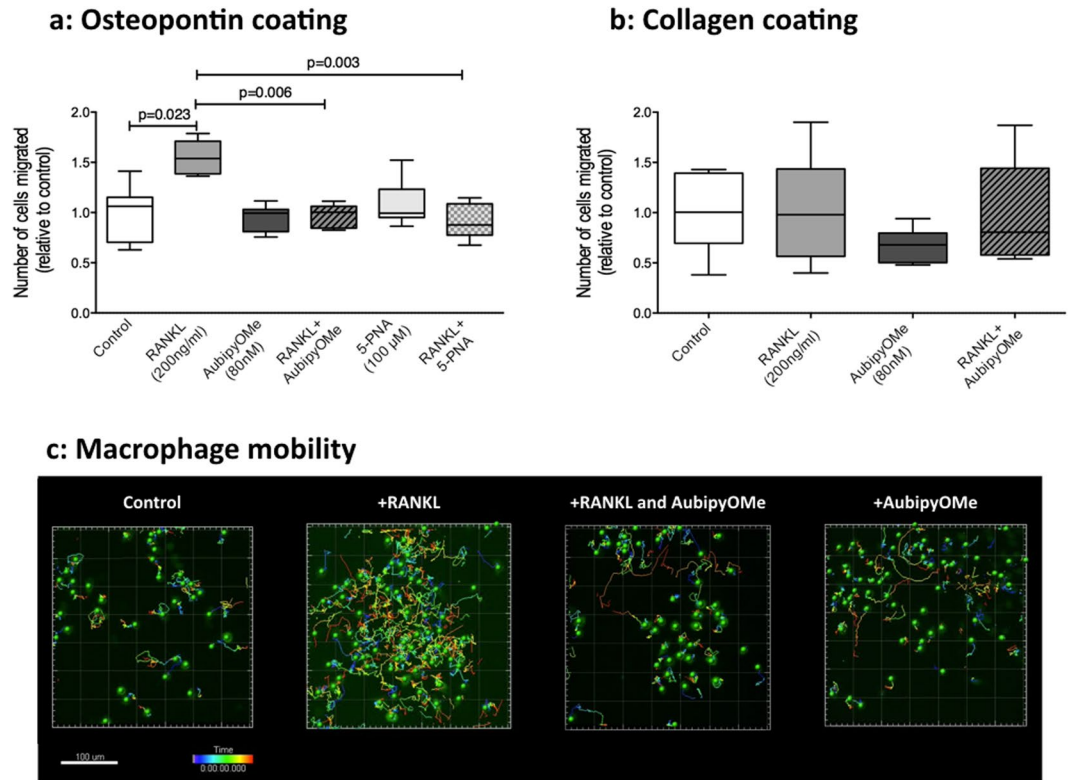 a: Osteopontin coating
p=0.003
p=0.006
p=0.023
Number of cells migrated
(relative to control)
2.0
1.5
1.0
0.5
0.0
Control
RANKL
(200ng/ml)
AubipyOMe
(80nM)
RANKL+
AubipyOMe
5-PNA
(100 µM)
RANKL+
5-PNA
b: Collagen coating
Number of cells migrated
(relative to control)
2.0
1.5
1.0
0.5
0.0
Control
RANKL
(200ng/ml)
AubipyOMe
(80nM)
RANKL+
AubipyOMe
c: Macrophage mobility
Control
+RANKL
+RANKL and AubipyOMe
+AubipyOMe
100 um
Time
0:00:00.000